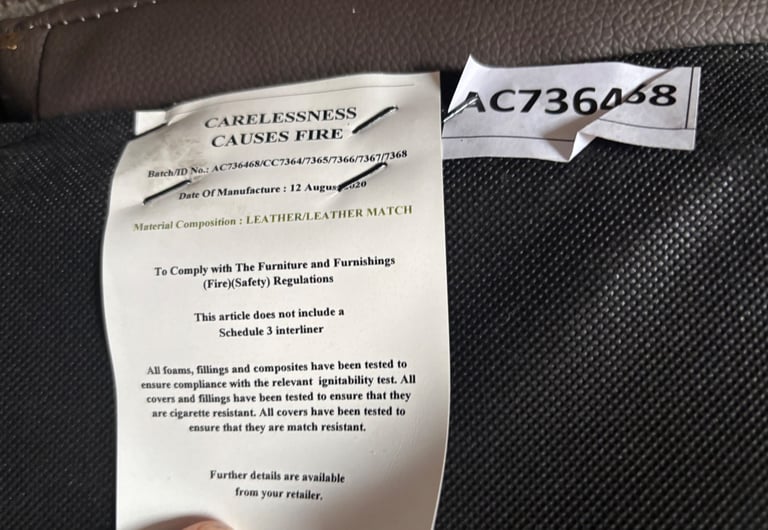 CARELESSNESS
CAUSES FIRE
AC736468
Batch/ID No.: AC736468/CC7364/7365/7366/7367/7368
Date Of Manufacture : 12 August 2020
Material Composition : LEATHER/LEATHER MATCH
To Comply with The Furniture and Furnishings
(Fire)(Safety) Regulations
This article does not include a
Schedule 3 interliner
All foams, fillings and composites have been tested to
ensure compliance with the relevant ignitability test. All
covers and fillings have been tested to ensure that they
are cigarette resistant. All covers have been tested to
ensure that they are match resistant.
Further details are available
from your retailer.